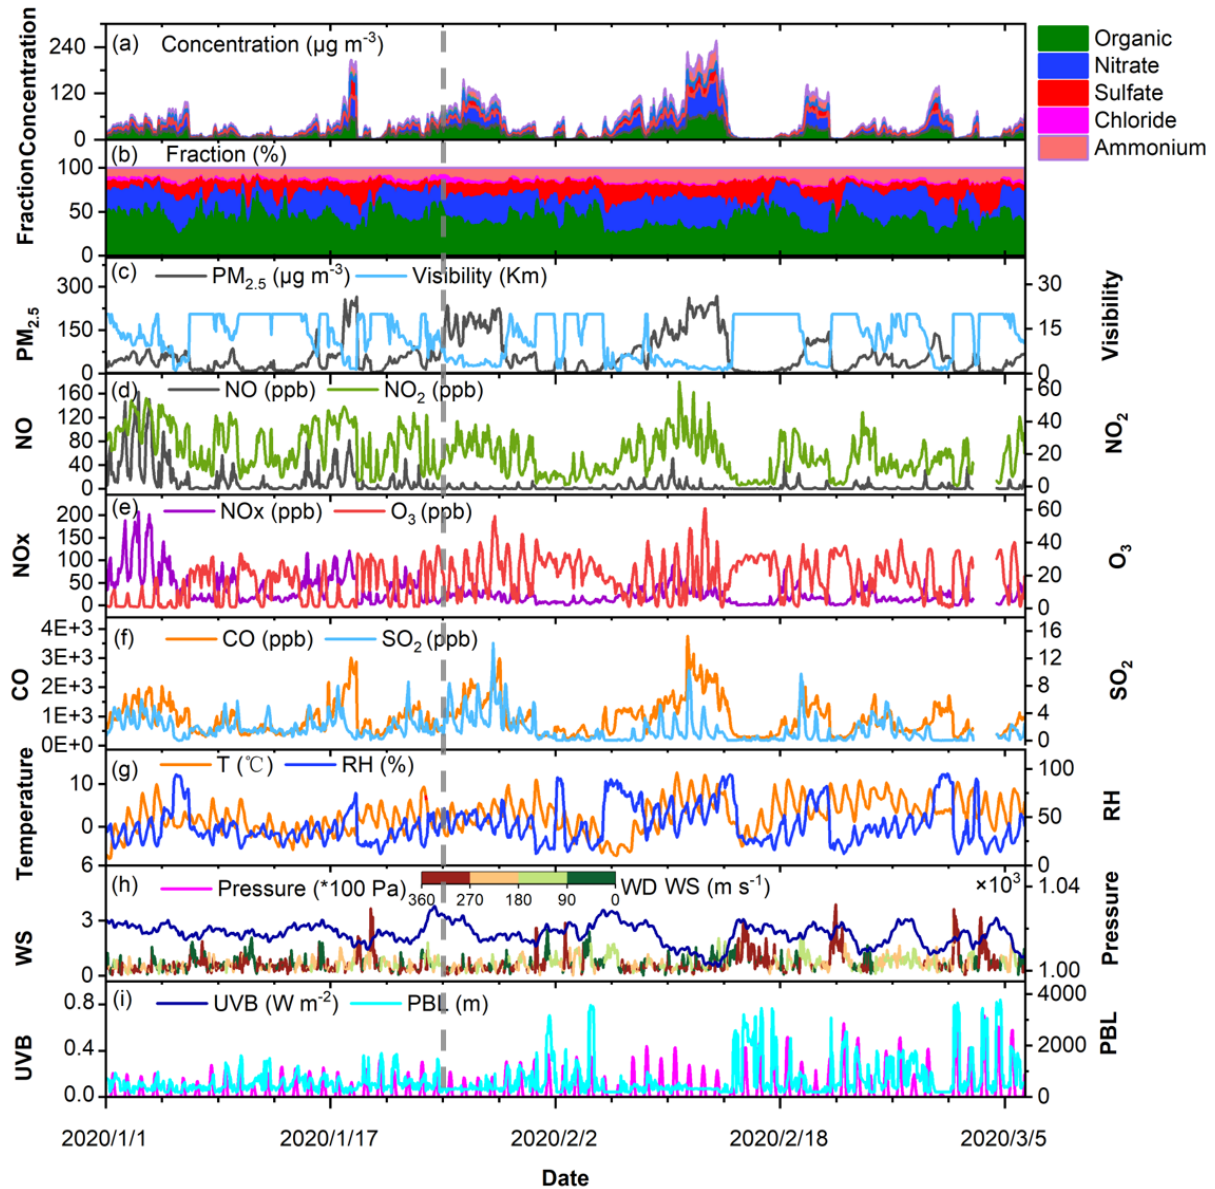 (a) Concentration (μg m-3)
Concentration
240
120
0
Organic
Nitrate
Sulfate
Chloride
Ammonium
(b) Fraction (%)
Fraction
100
50
0
(c) PM2.5 (μg m-3) Visibility (Km)
PM2.5
300
150
0
30
20
10
0
Visibility
(d) NO (ppb) NO2 (ppb)
NO
160
120
80
40
0
60
40
20
0
NO2
(e) NOx (ppb) O3 (ppb)
NOx
200
150
100
50
0
60
40
20
0
O3
(f) CO (ppb) SO2 (ppb)
CO
4E+3
3E+3
2E+3
1E+3
0E+0
16
12
8
4
0
SO2
(g) T (℃) RH (%)
Temperature
10
0
100
50
0
RH
(h) Pressure (*100 Pa) WD WS (m s-1)
360 270 180 90 0
×103
WS
6
3
0
1.04
1.00
Pressure
(i) UVB (W m-2) PBL (m)
UVB
0.8
0.4
0.0
4000
2000
0
PBL
2020/1/1 2020/1/17 2020/2/2 2020/2/18 2020/3/5
Date